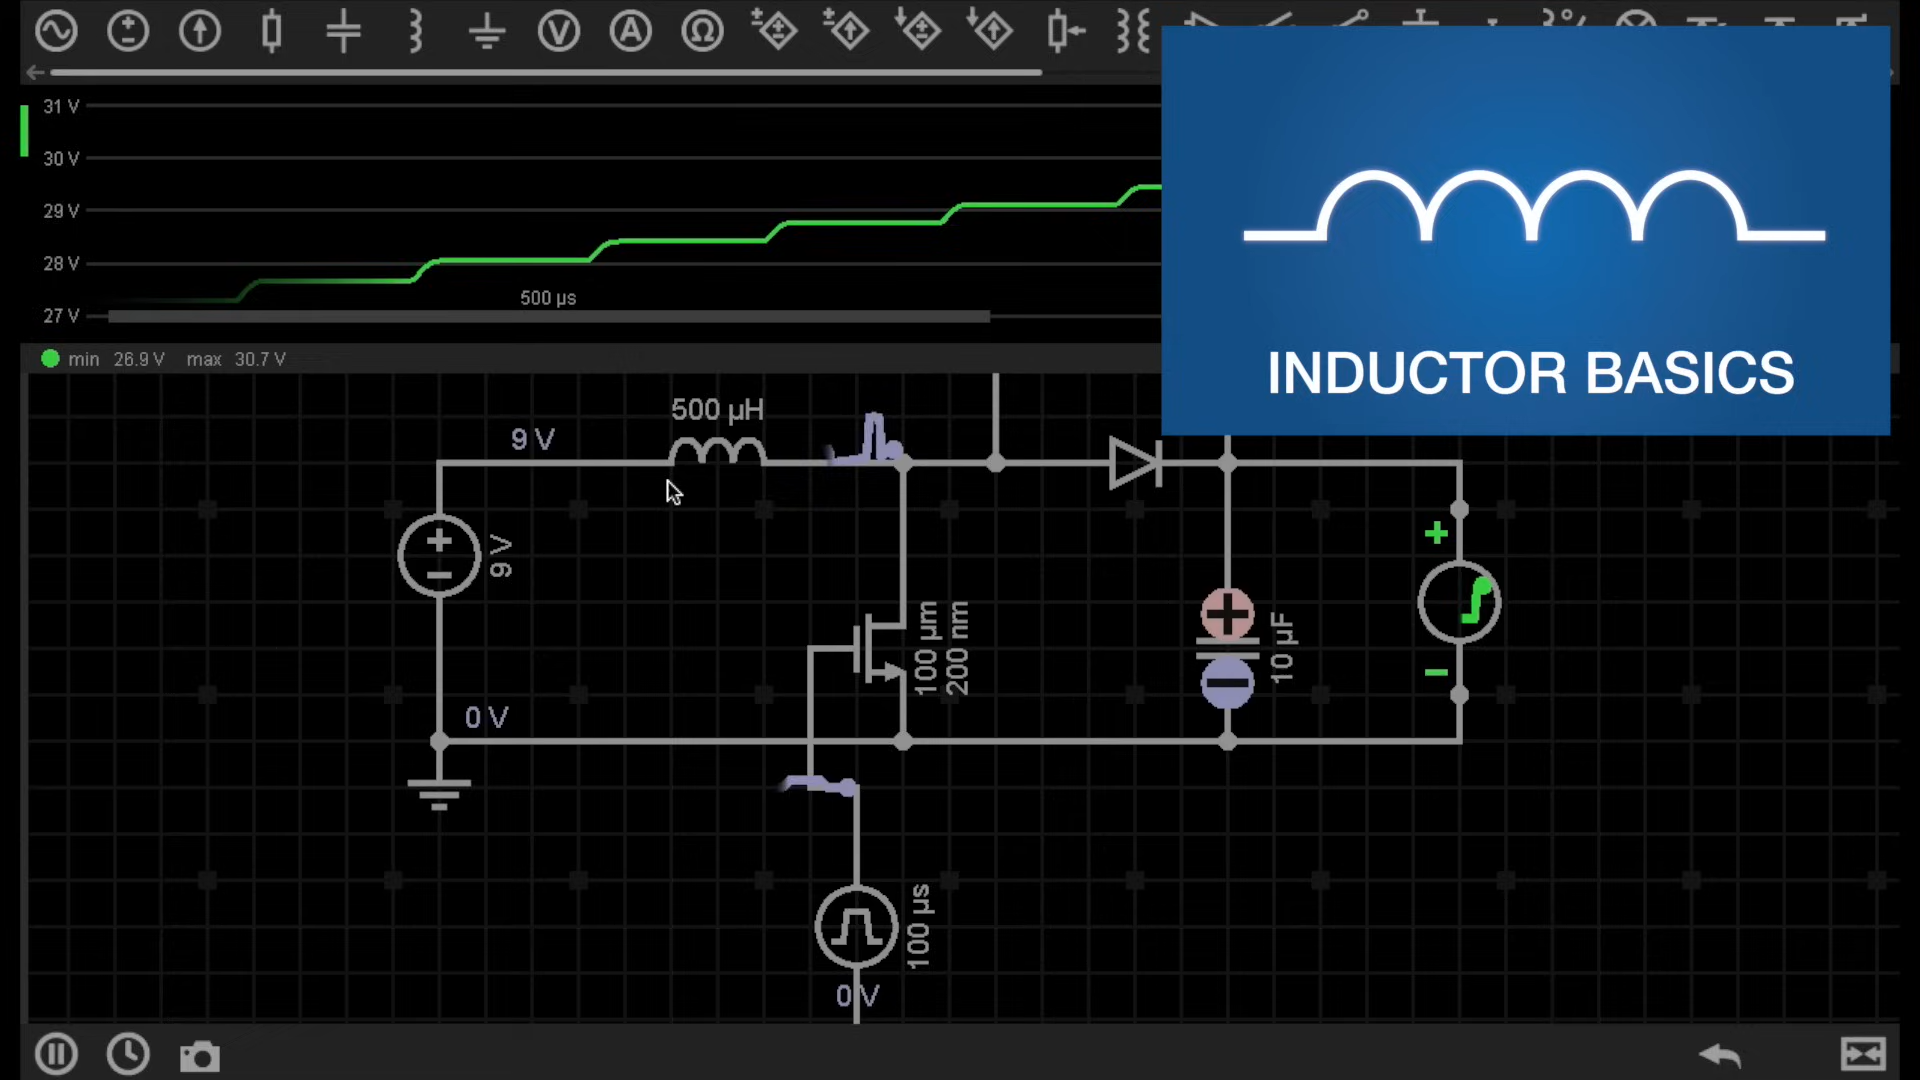 V
A
Ω
31 V
30 V
29 V
28 V
500 µs
27 V
min 26.9 V max 30.7 V
INDUCTOR BASICS
500 µH
9 V
9 V
100 µm
200 nm
10 µF
0 V
100 µs
0 V